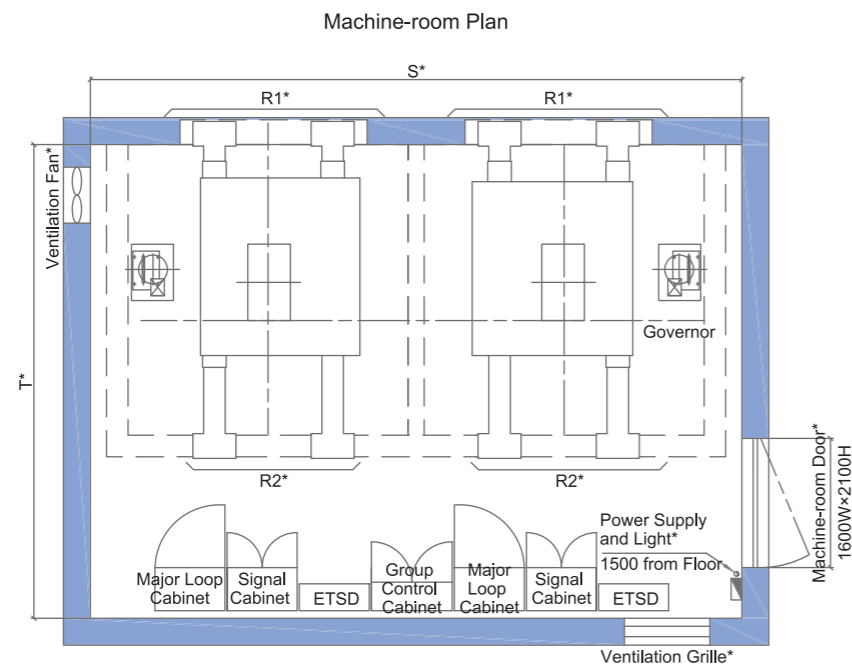 Machine-room Plan
S*
R1*
R1*
Ventilation Fan*
T*
Governor
R2*
R2*
Machine-room Door*
1600W×2100H
Power Supply
and Light*
1500 from Floor
Major Loop
Cabinet
Signal
Cabinet
ETSD
Group
Control
Cabinet
Major
Loop
Cabinet
Signal
Cabinet
ETSD
Ventilation Grille*